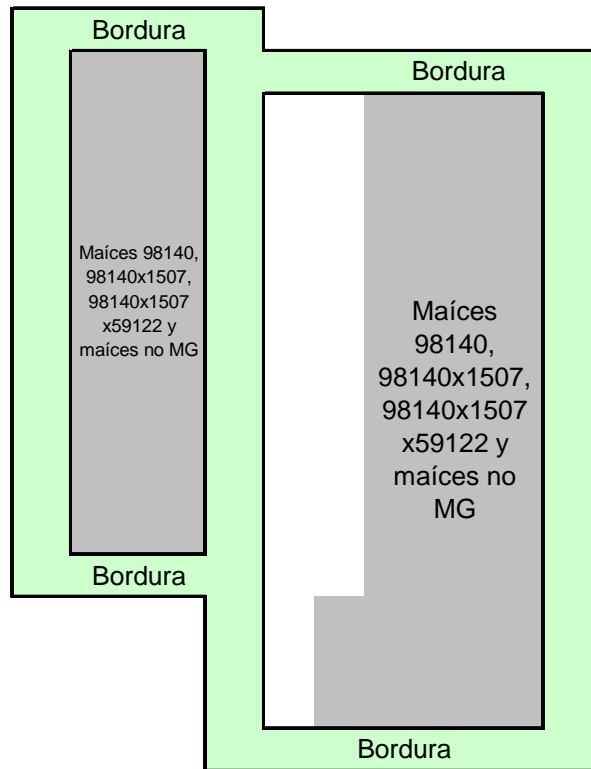 Bordura
Bordura
Maíces 98140,
98140x1507,
98140x1507
x59122 y
maíces no MG
Maíces
98140,
98140x1507,
98140x1507
x59122 y
maíces no
MG
Bordura
Bordura